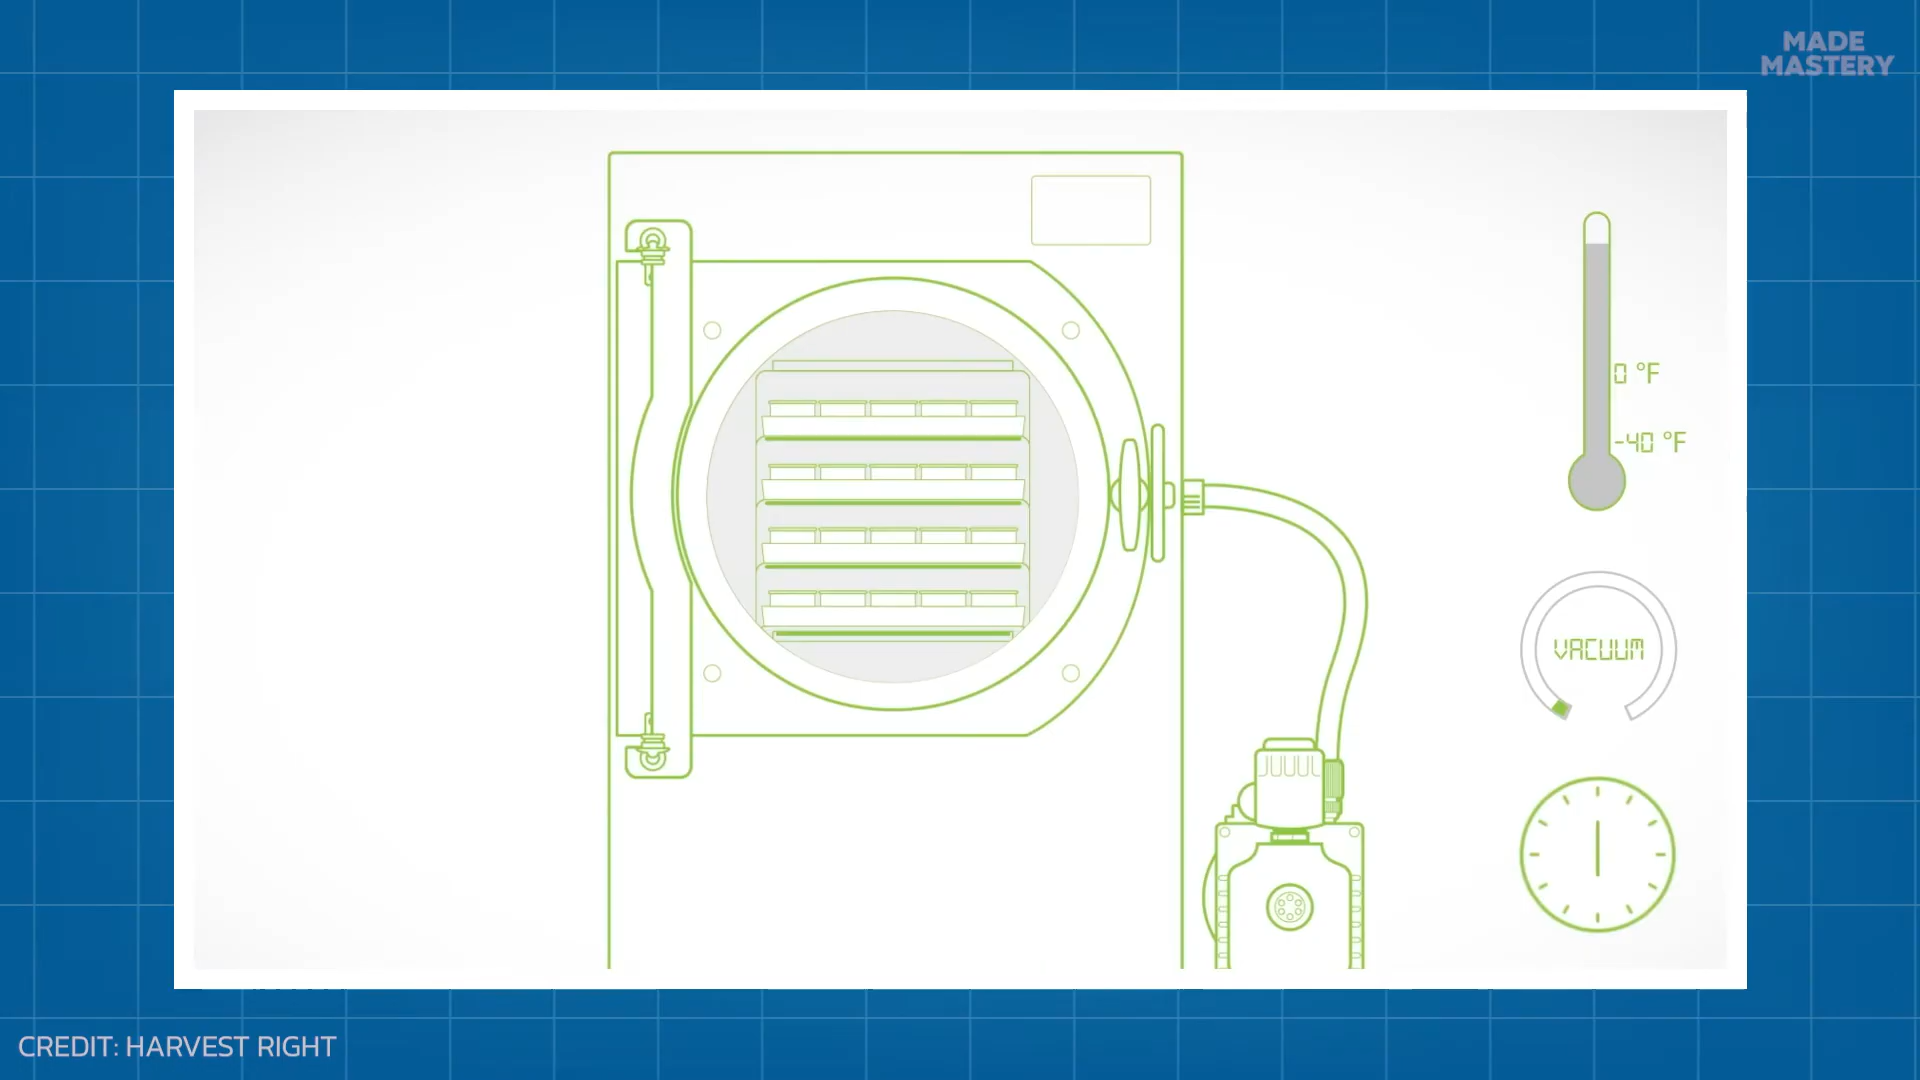 MADE
MASTERY
0 °F
-40 °F
VACUUM
CREDIT: HARVEST RIGHT